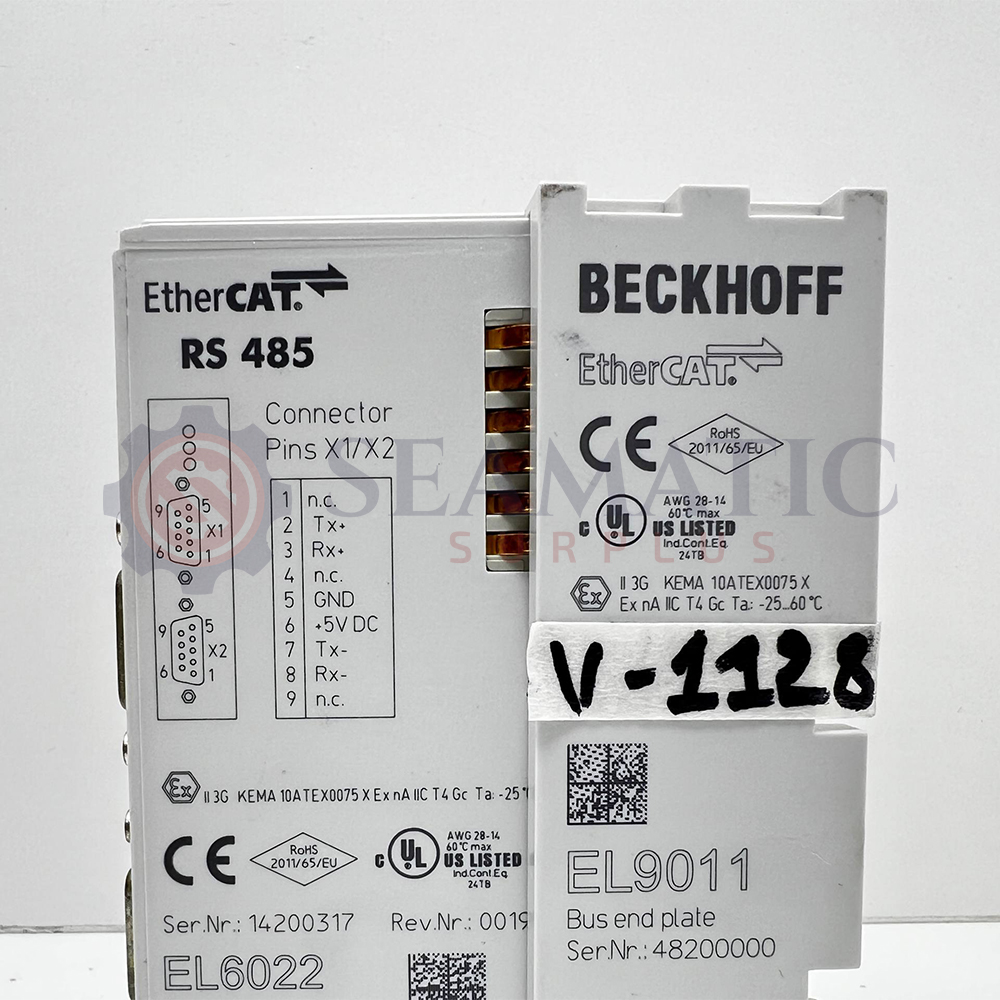 EtherCAT®
RS 485
Connector
Pins X1/X2
9 5
X1
6 1
9 5
X2
6 1
1 n.c.
2 Tx+
3 Rx+
4 n.c.
5 GND
6 +5V DC
7 Tx-
8 Rx-
9 n.c.
Ex II 3G KEMA 10ATEX0075 X Ex nA IIC T4 Gc Ta: -25°
CE
RoHS
2011/65/EU
c UL
AWG 28-14
60°C max
US LISTED
Ind.Cont.Eq.
24TB
Ser.Nr.: 14200317 Rev.Nr.: 0019
EL6022
BECKHOFF
EtherCAT®
CE
RoHS
2011/65/EU
c UL
AWG 28-14
60°C max
US LISTED
Ind.Cont.Eq.
24TB
Ex II 3G KEMA 10ATEX0075 X
Ex nA IIC T4 Gc Ta: -25...60°C
V-1128
EL9011
Bus end plate
Ser.Nr.: 48200000
SEAMATIC
SURPLUS